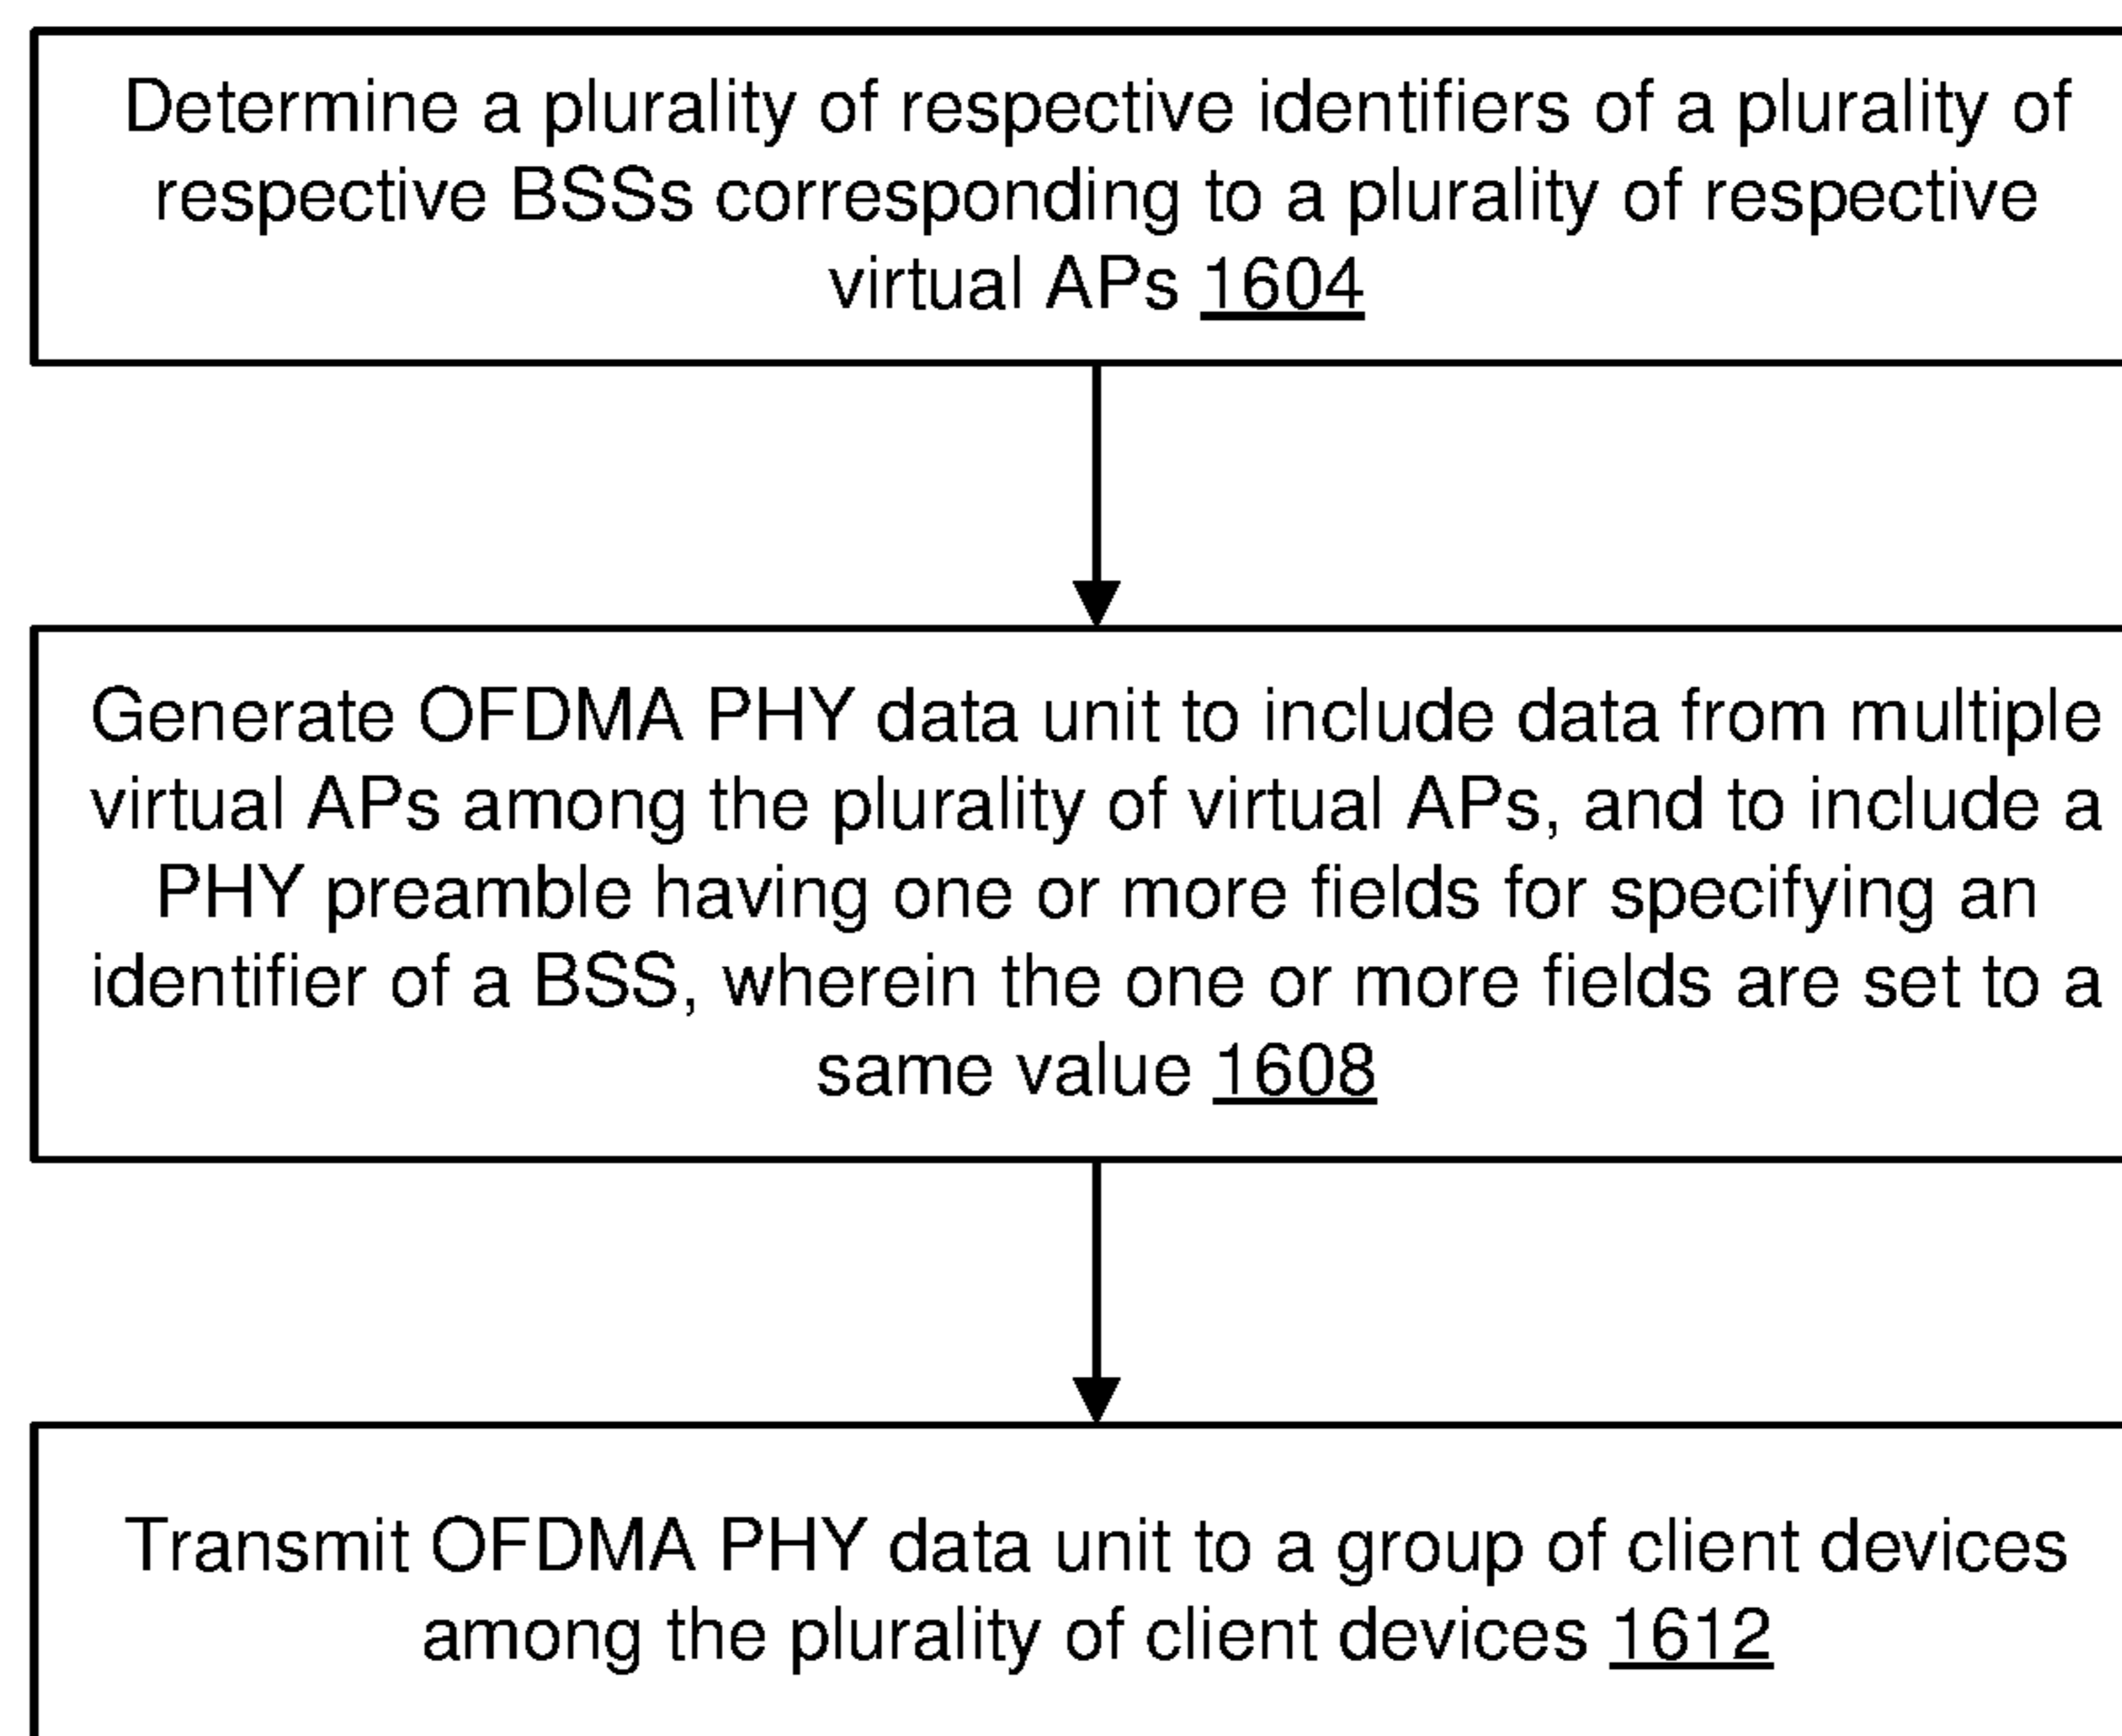 Determine a plurality of respective identifiers of a plurality of
respective BSSs corresponding to a plurality of respective
virtual APs 1604
Generate OFDMA PHY data unit to include data from multiple
virtual APs among the plurality of virtual APs, and to include a
PHY preamble having one or more fields for specifying an
identifier of a BSS, wherein the one or more fields are set to a
same value 1608
Transmit OFDMA PHY data unit to a group of client devices
among the plurality of client devices 1612